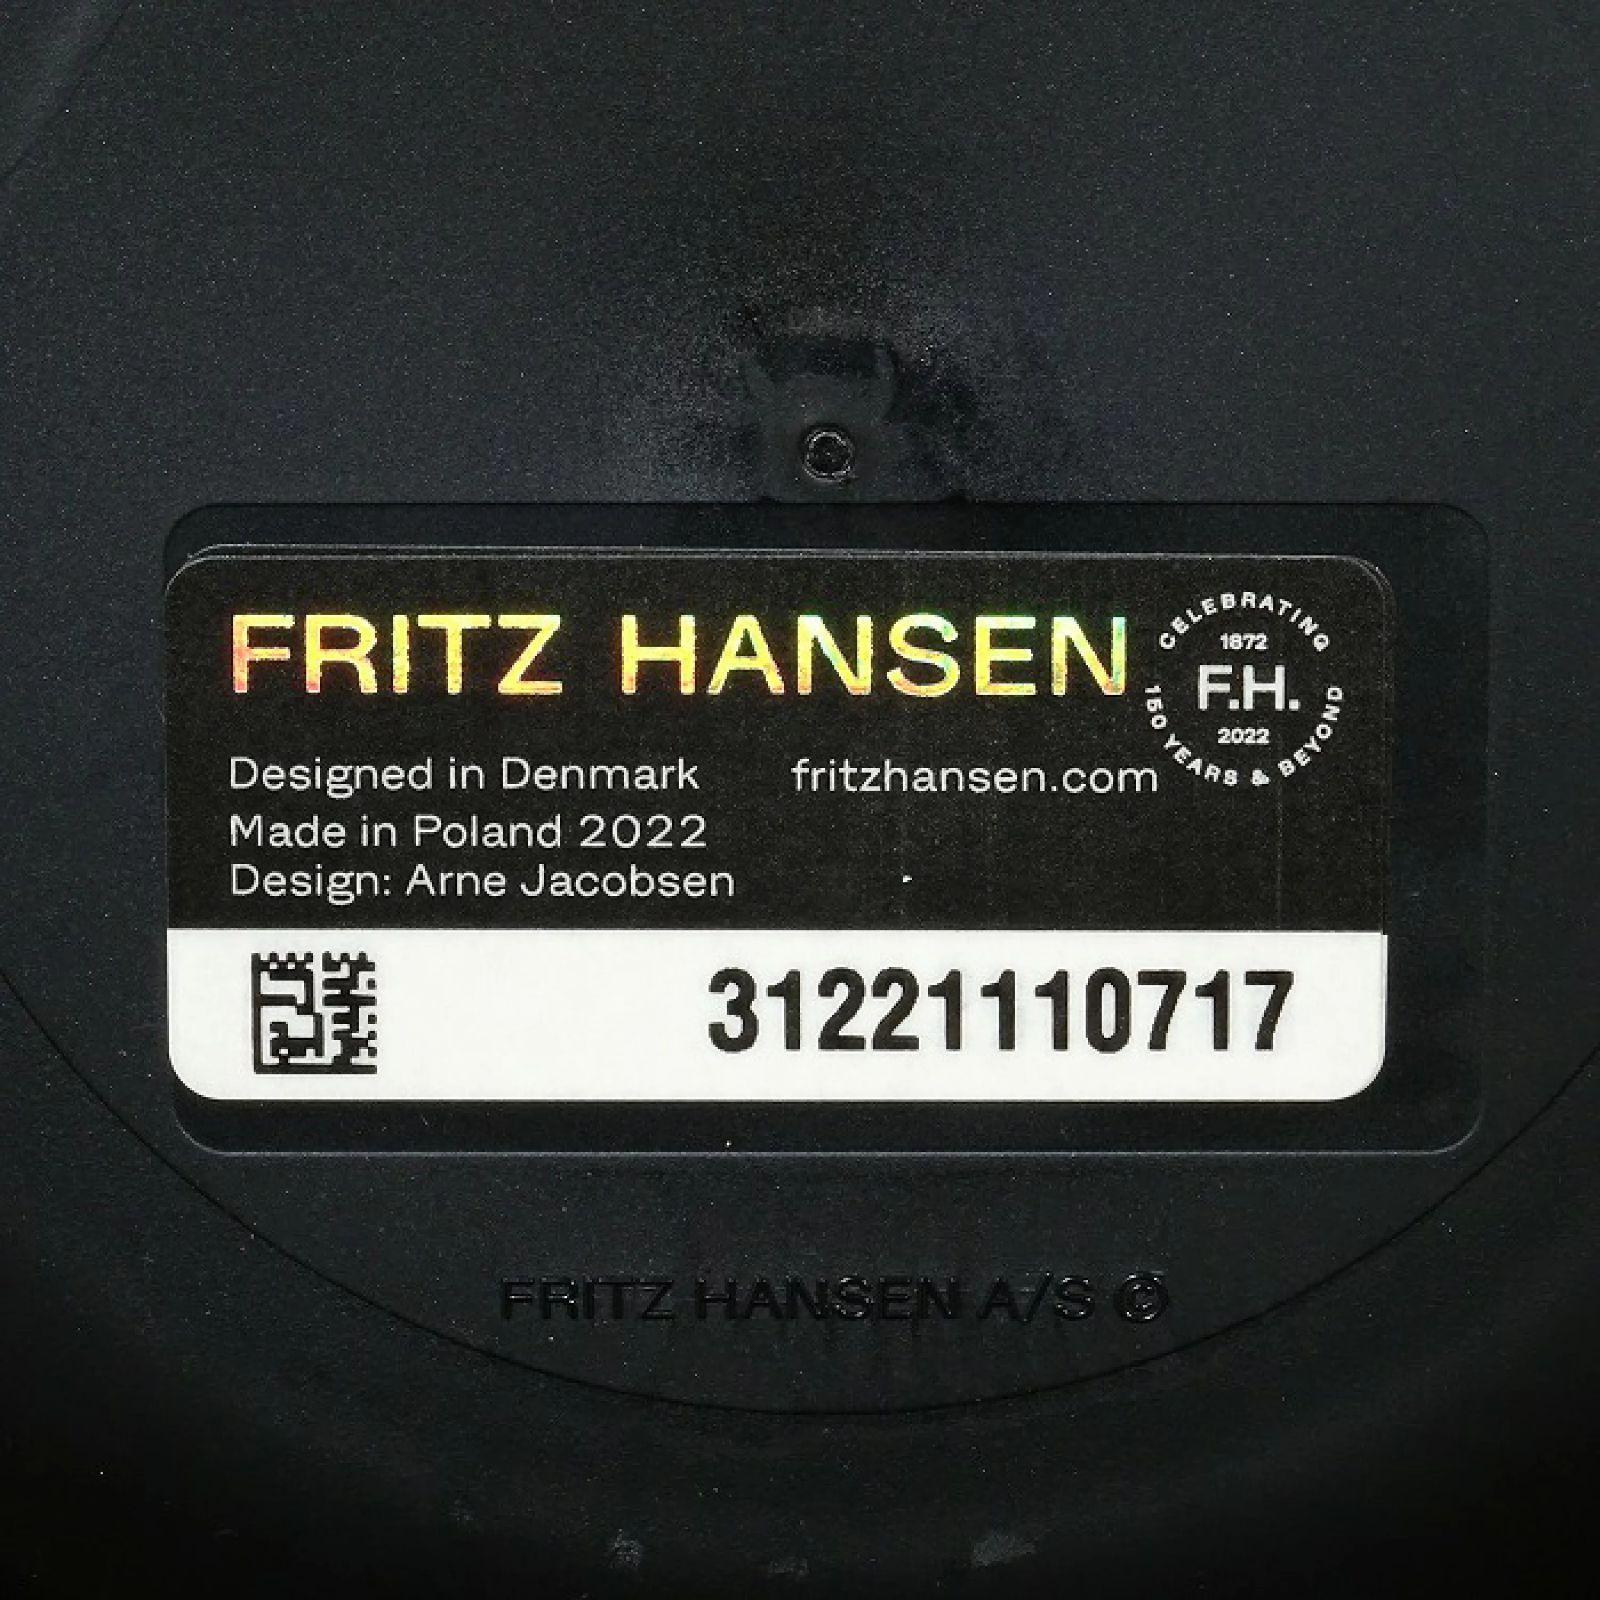 FRITZ HANSEN
CELEBRATING
1872
F.H.
2022
150 YEARS & BEYOND
Designed in Denmark
fritzhansen.com
Made in Poland 2022
Design: Arne Jacobsen
31221110717
FRITZ HANSEN A/S ©